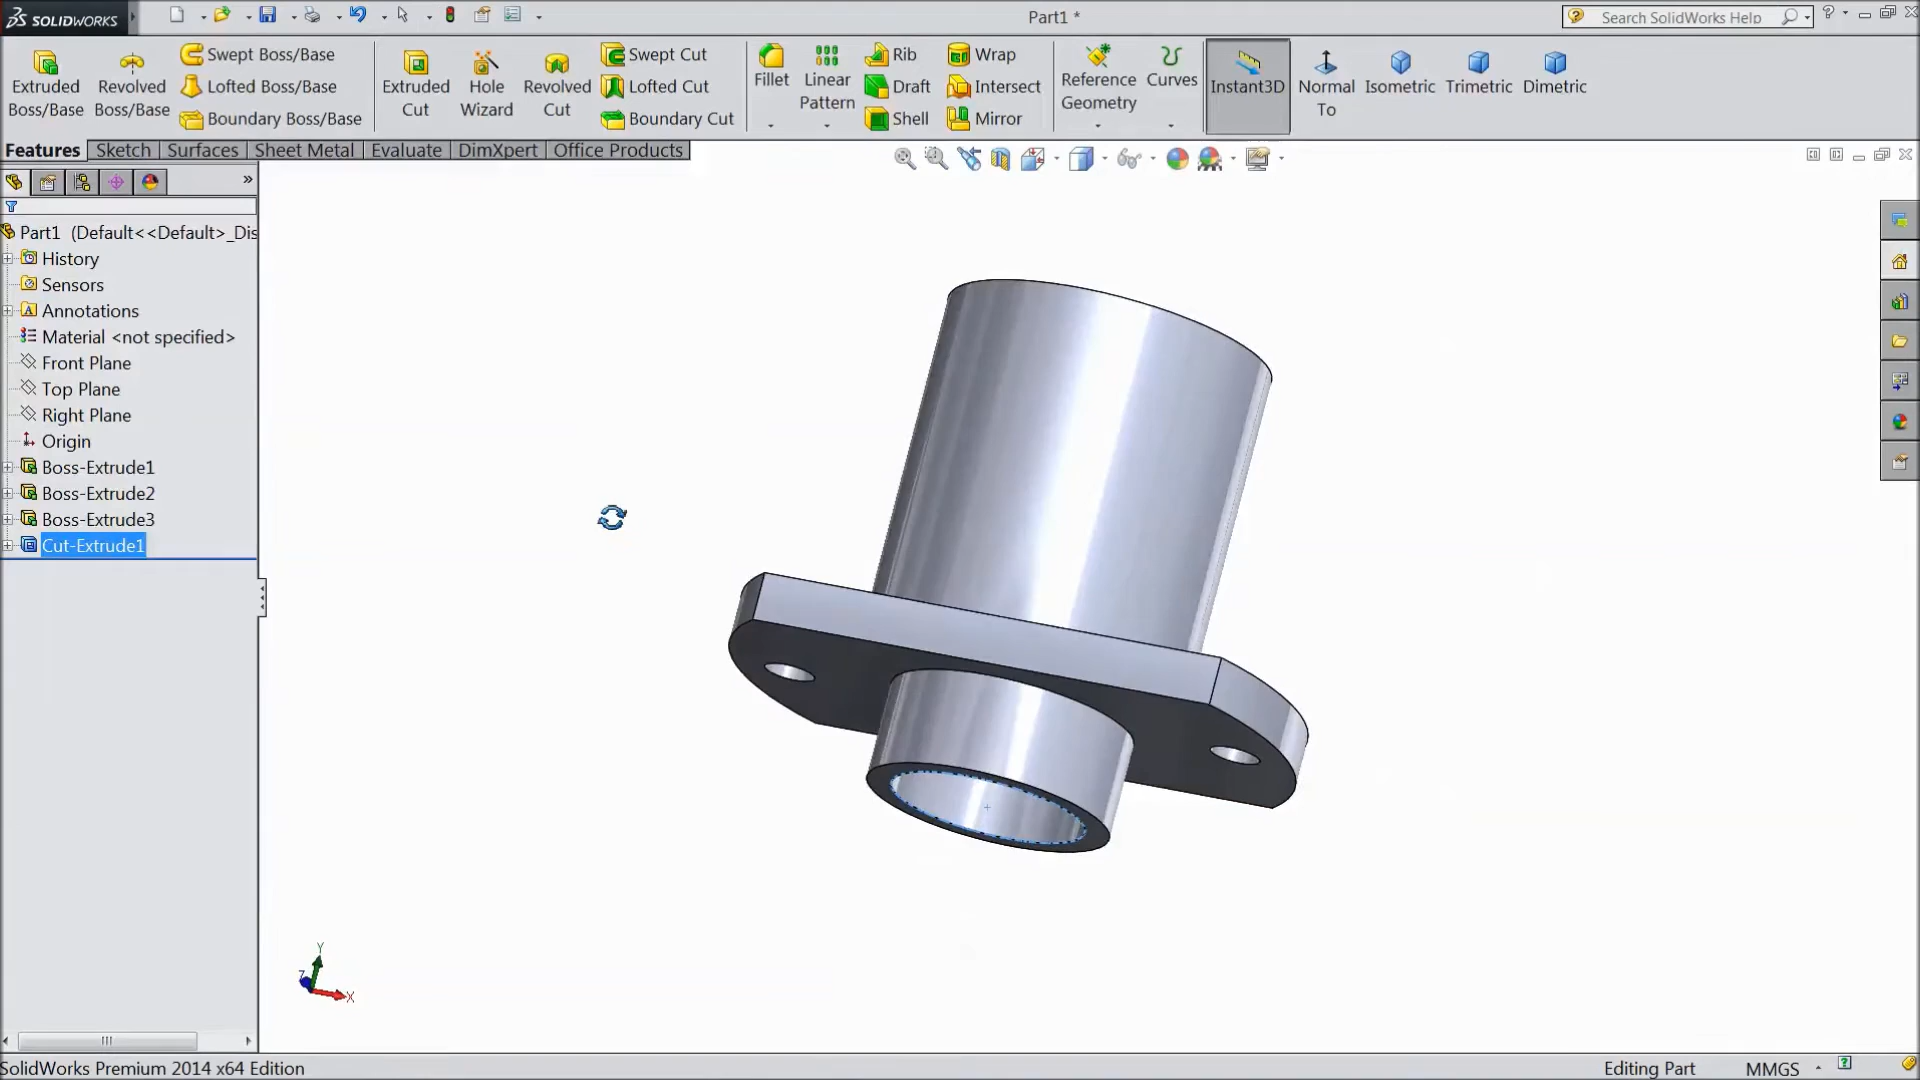 SOLIDWORKS
Part1 *
Search SolidWorks Help
Extruded Boss/Base
Revolved Boss/Base
Swept Boss/Base
Lofted Boss/Base
Boundary Boss/Base
Extruded Cut
Hole Wizard
Revolved Cut
Swept Cut
Lofted Cut
Boundary Cut
Fillet
Linear Pattern
Rib
Draft
Shell
Wrap
Intersect
Mirror
Reference Geometry
Curves
Instant3D
Normal To
Isometric
Trimetric
Dimetric
Features
Sketch
Surfaces
Sheet Metal
Evaluate
DimXpert
Office Products
Part1 (Default<<Default>_Dis
History
Sensors
Annotations
Material <not specified>
Front Plane
Top Plane
Right Plane
Origin
Boss-Extrude1
Boss-Extrude2
Boss-Extrude3
Cut-Extrude1
Y
Z
X
SolidWorks Premium 2014 x64 Edition
Editing Part
MMGS